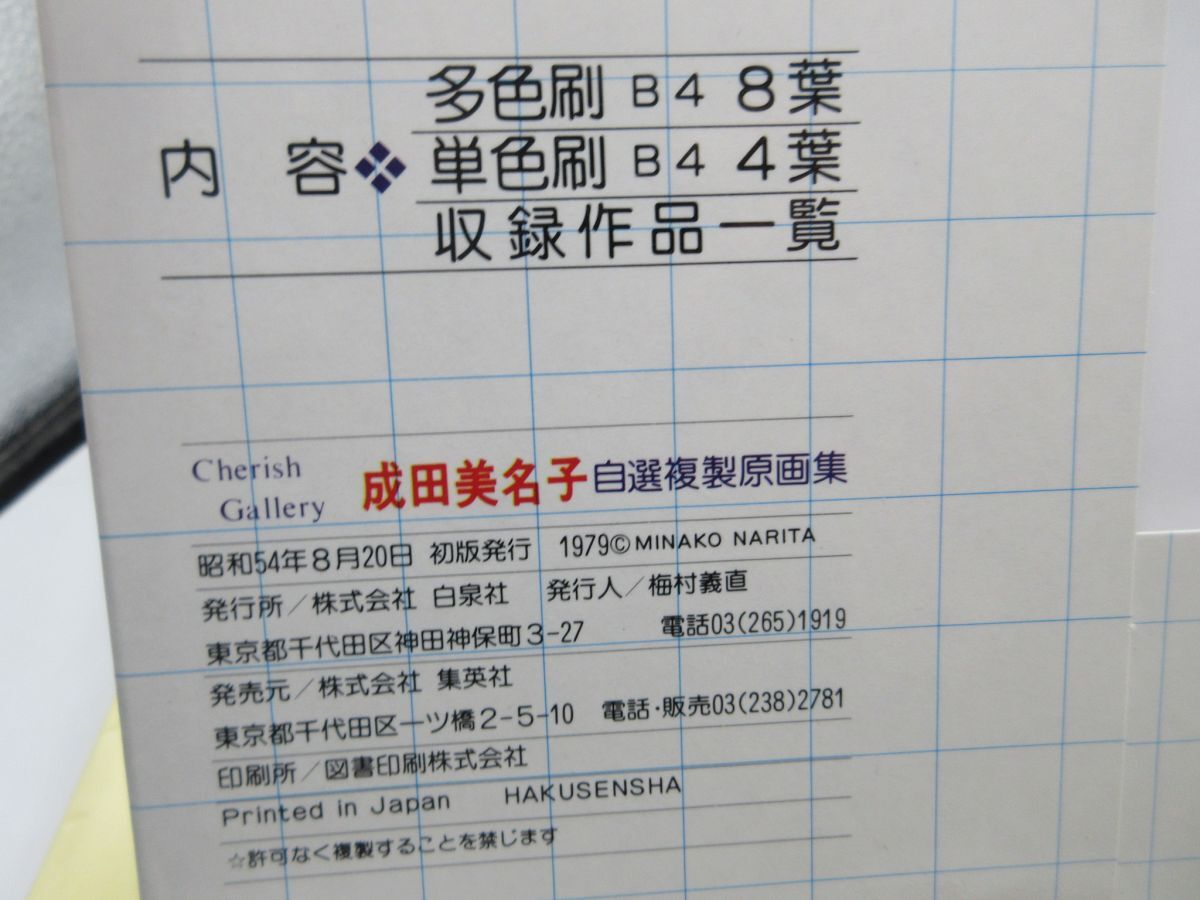 多色刷 B4 8葉
内 容❖ 単色刷 B4 4葉
収録作品一覧
Cherish
Gallery 成田美名子自選複製原画集
昭和54年8月20日 初版発行 1979©MINAKO NARITA
発行所/株式会社 白泉社 発行人/梅村義直
東京都千代田区神田神保町3-27 電話03(265)1919
発売元/株式会社 集英社
東京都千代田区一ツ橋2-5-10 電話・販売03(238)2781
印刷所/図書印刷株式会社
Printed in Japan HAKUSENSHA
☆許可なく複製することを禁じます